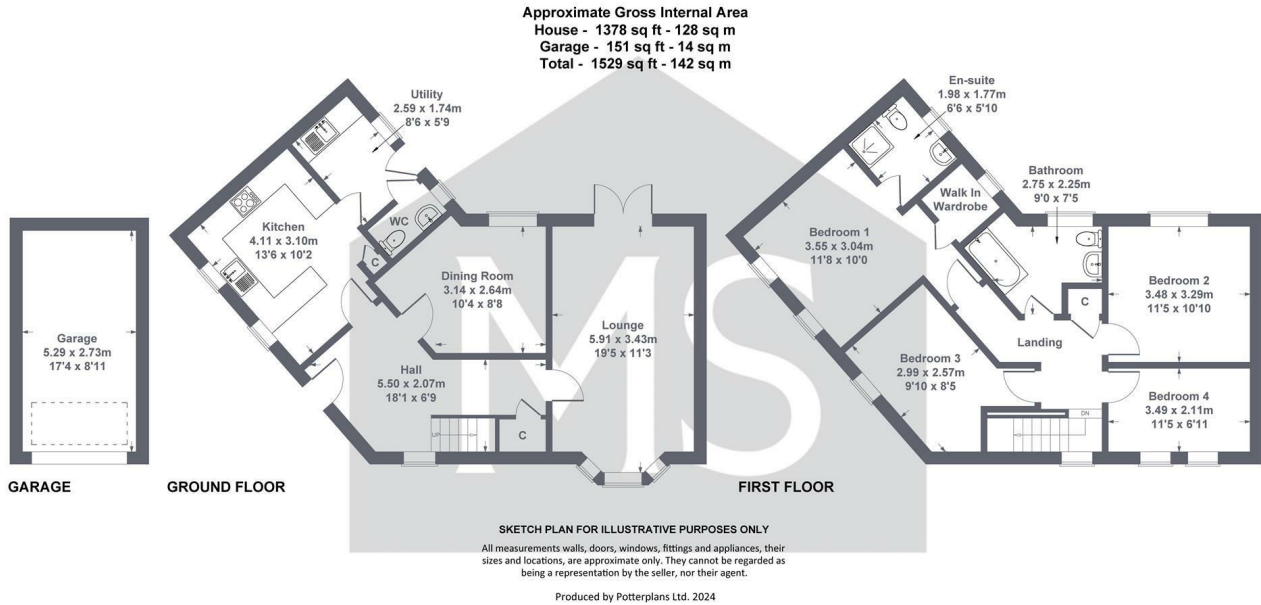 Approximate Gross Internal Area
House - 1378 sq ft - 128 sq m
Garage - 151 sq ft - 14 sq m
Total - 1529 sq ft - 142 sq m
Garage
5.29 x 2.73m
17'4 x 8'11
GARAGE
Utility
2.59 x 1.74m
8'6 x 5'9
Kitchen
4.11 x 3.10m
13'6 x 10'2
WC
C
Dining Room
3.14 x 2.64m
10'4 x 8'8
Lounge
5.91 x 3.43m
19'5 x 11'3
Hall
5.50 x 2.07m
18'1 x 6'9
UP
C
GROUND FLOOR
En-suite
1.98 x 1.77m
6'6 x 5'10
Walk In
Wardrobe
Bathroom
2.75 x 2.25m
9'0 x 7'5
Bedroom 1
3.55 x 3.04m
11'8 x 10'0
Bedroom 2
3.48 x 3.29m
11'5 x 10'10
C
Landing
Bedroom 3
2.99 x 2.57m
9'10 x 8'5
Bedroom 4
3.49 x 2.11m
11'5 x 6'11
DN
FIRST FLOOR
MS
SKETCH PLAN FOR ILLUSTRATIVE PURPOSES ONLY
All measurements walls, doors, windows, fittings and appliances, their
sizes and locations, are approximate only. They cannot be regarded as
being a representation by the seller, nor their agent.
Produced by Potterplans Ltd. 2024